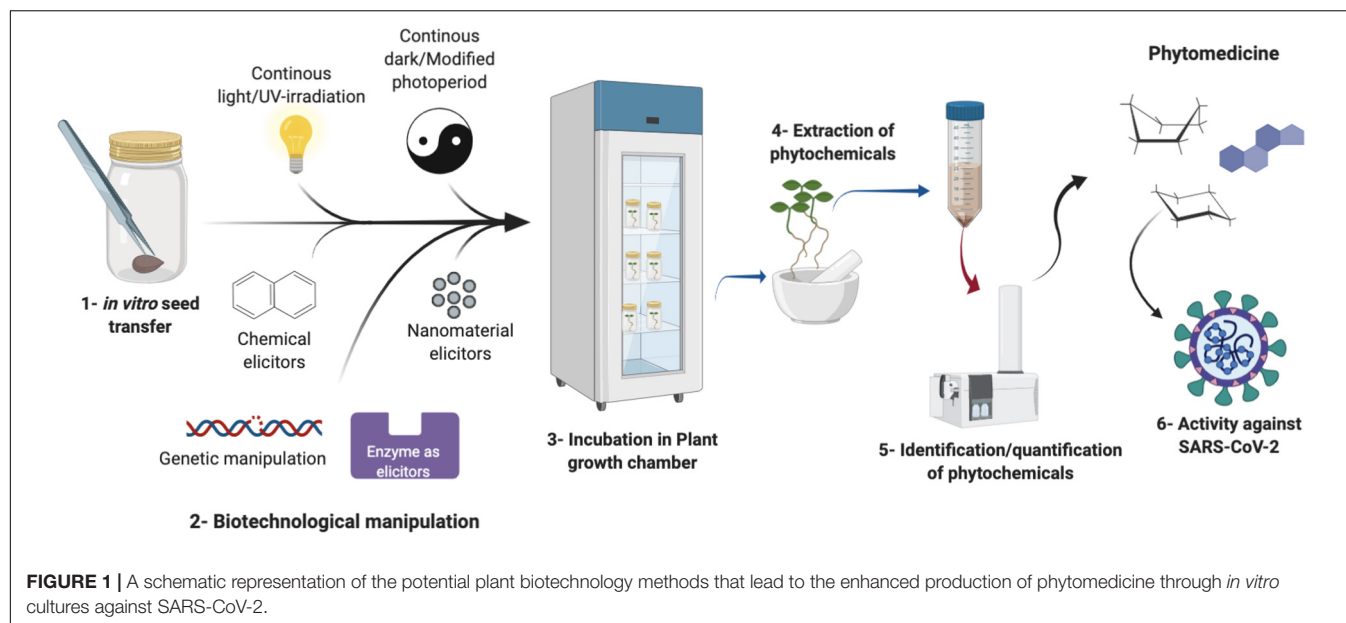 Continous
light/UV-irradiation
Continous
dark/Modified
photoperiod
1- in vitro seed
transfer
Chemical
elicitors
Nanomaterial
elicitors
Genetic manipulation
Enzyme as
elicitors
2- Biotechnological manipulation
3- Incubation in Plant
growth chamber
4- Extraction of
phytochemicals
5- Identification/quantification
of phytochemicals
Phytomedicine
6- Activity against
SARS-CoV-2
FIGURE 1 | A schematic representation of the potential plant biotechnology methods that lead to the enhanced production of phytomedicine through in vitro
cultures against SARS-CoV-2.